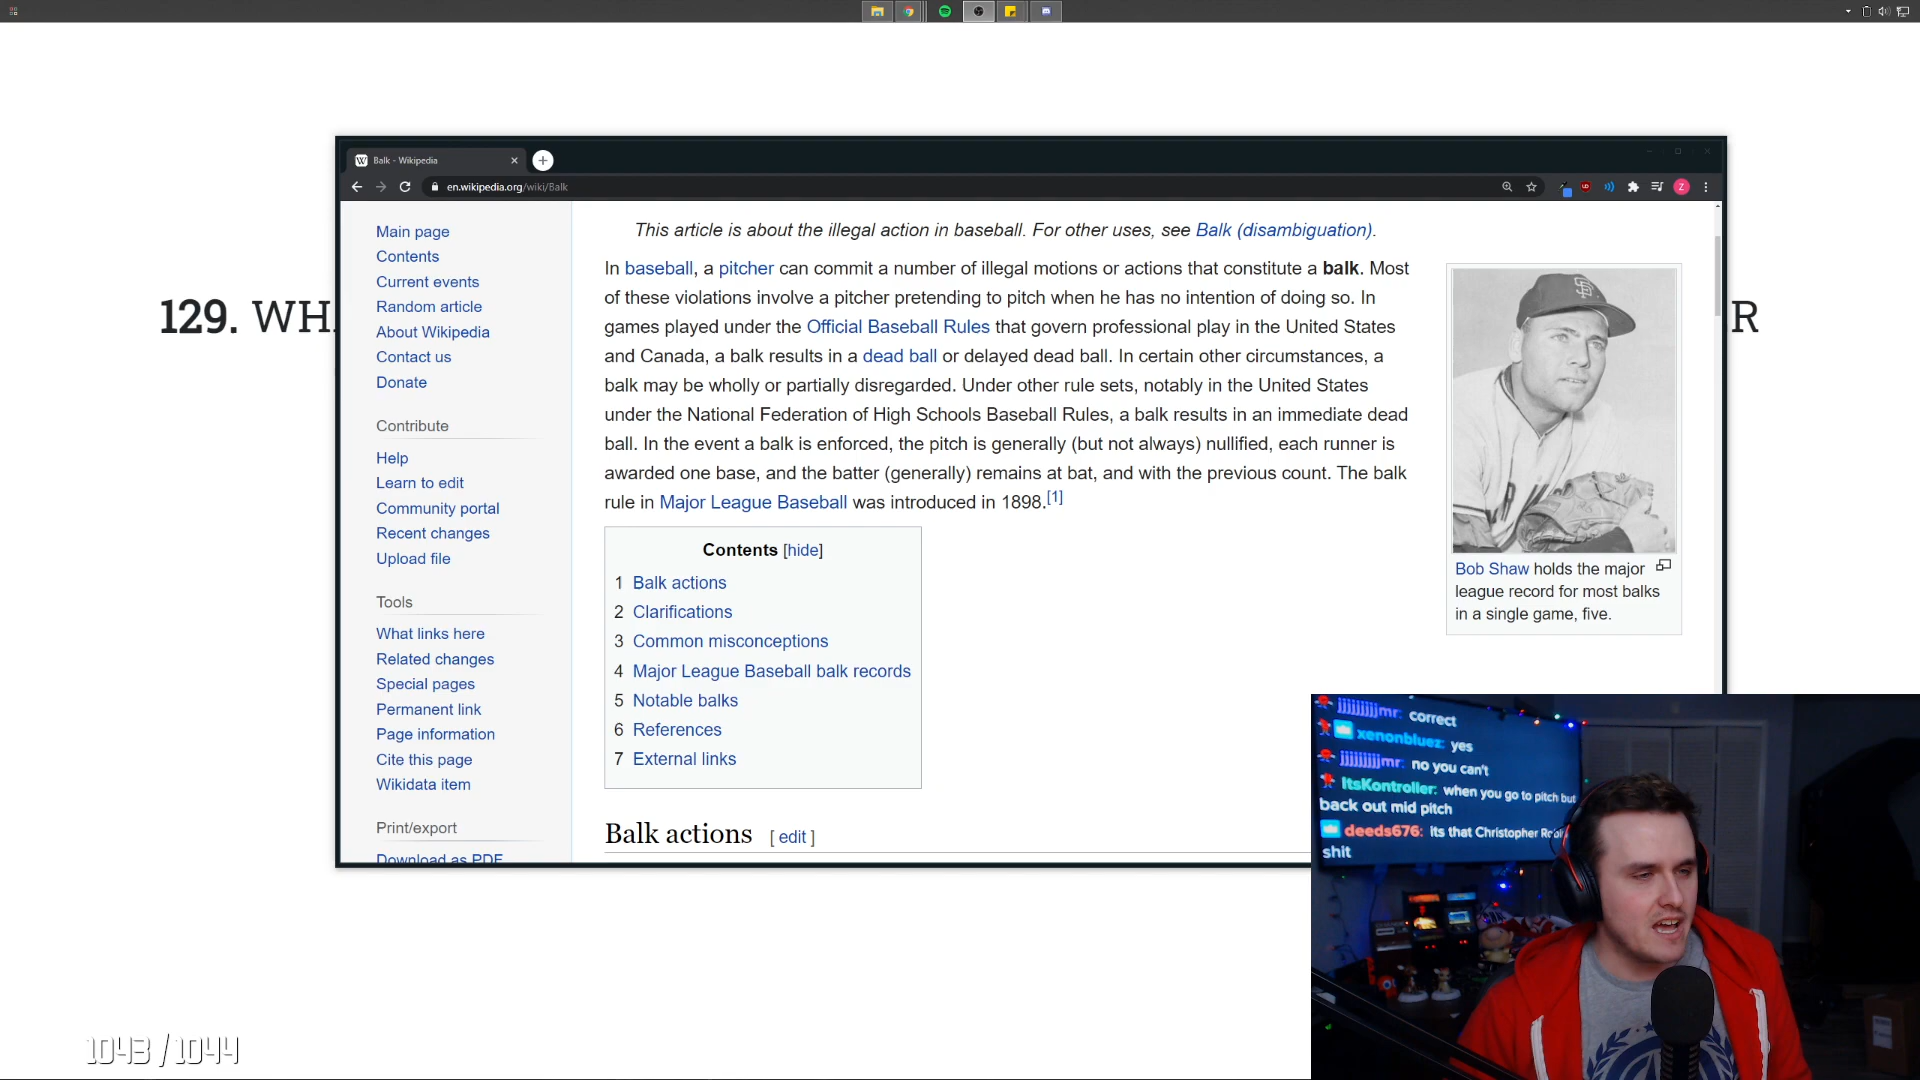 Balk - Wikipedia
en.wikipedia.org/wiki/Balk
Z
129. WH
R
Main page
Contents
Current events
Random article
About Wikipedia
Contact us
Donate
Contribute
Help
Learn to edit
Community portal
Recent changes
Upload file
Tools
What links here
Related changes
Special pages
Permanent link
Page information
Cite this page
Wikidata item
Print/export
Download as PDF
This article is about the illegal action in baseball. For other uses, see Balk (disambiguation).
In baseball, a pitcher can commit a number of illegal motions or actions that constitute a balk. Most
of these violations involve a pitcher pretending to pitch when he has no intention of doing so. In
games played under the Official Baseball Rules that govern professional play in the United States
and Canada, a balk results in a dead ball or delayed dead ball. In certain other circumstances, a
balk may be wholly or partially disregarded. Under other rule sets, notably in the United States
under the National Federation of High Schools Baseball Rules, a balk results in an immediate dead
ball. In the event a balk is enforced, the pitch is generally (but not always) nullified, each runner is
awarded one base, and the batter (generally) remains at bat, and with the previous count. The balk
rule in Major League Baseball was introduced in 1898.[1]
Contents [hide]
1 Balk actions
2 Clarifications
3 Common misconceptions
4 Major League Baseball balk records
5 Notable balks
6 References
7 External links
Balk actions [ edit ]
Bob Shaw holds the major
league record for most balks
in a single game, five.
jjjjjjjjjmr: correct
xenonbluez: yes
jjjjjjjjjmr: no you can't
ItsKontroller: when you go to pitch but
back out mid pitch
deeds676: its that Christopher
shit
1043 / 1044